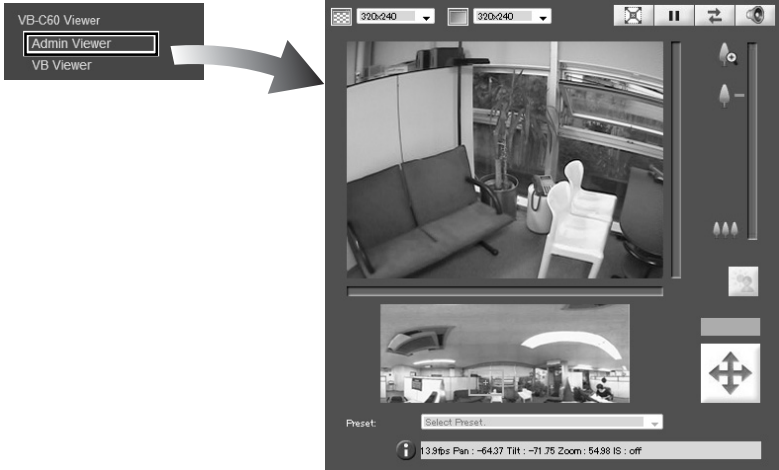 VB-C60 Viewer
Admin Viewer
VB Viewer
320x240
320x240
Preset:
Select Preset.
13.9fps Pan : -64.37 Tilt : -71.75 Zoom : 54.98 IS : off